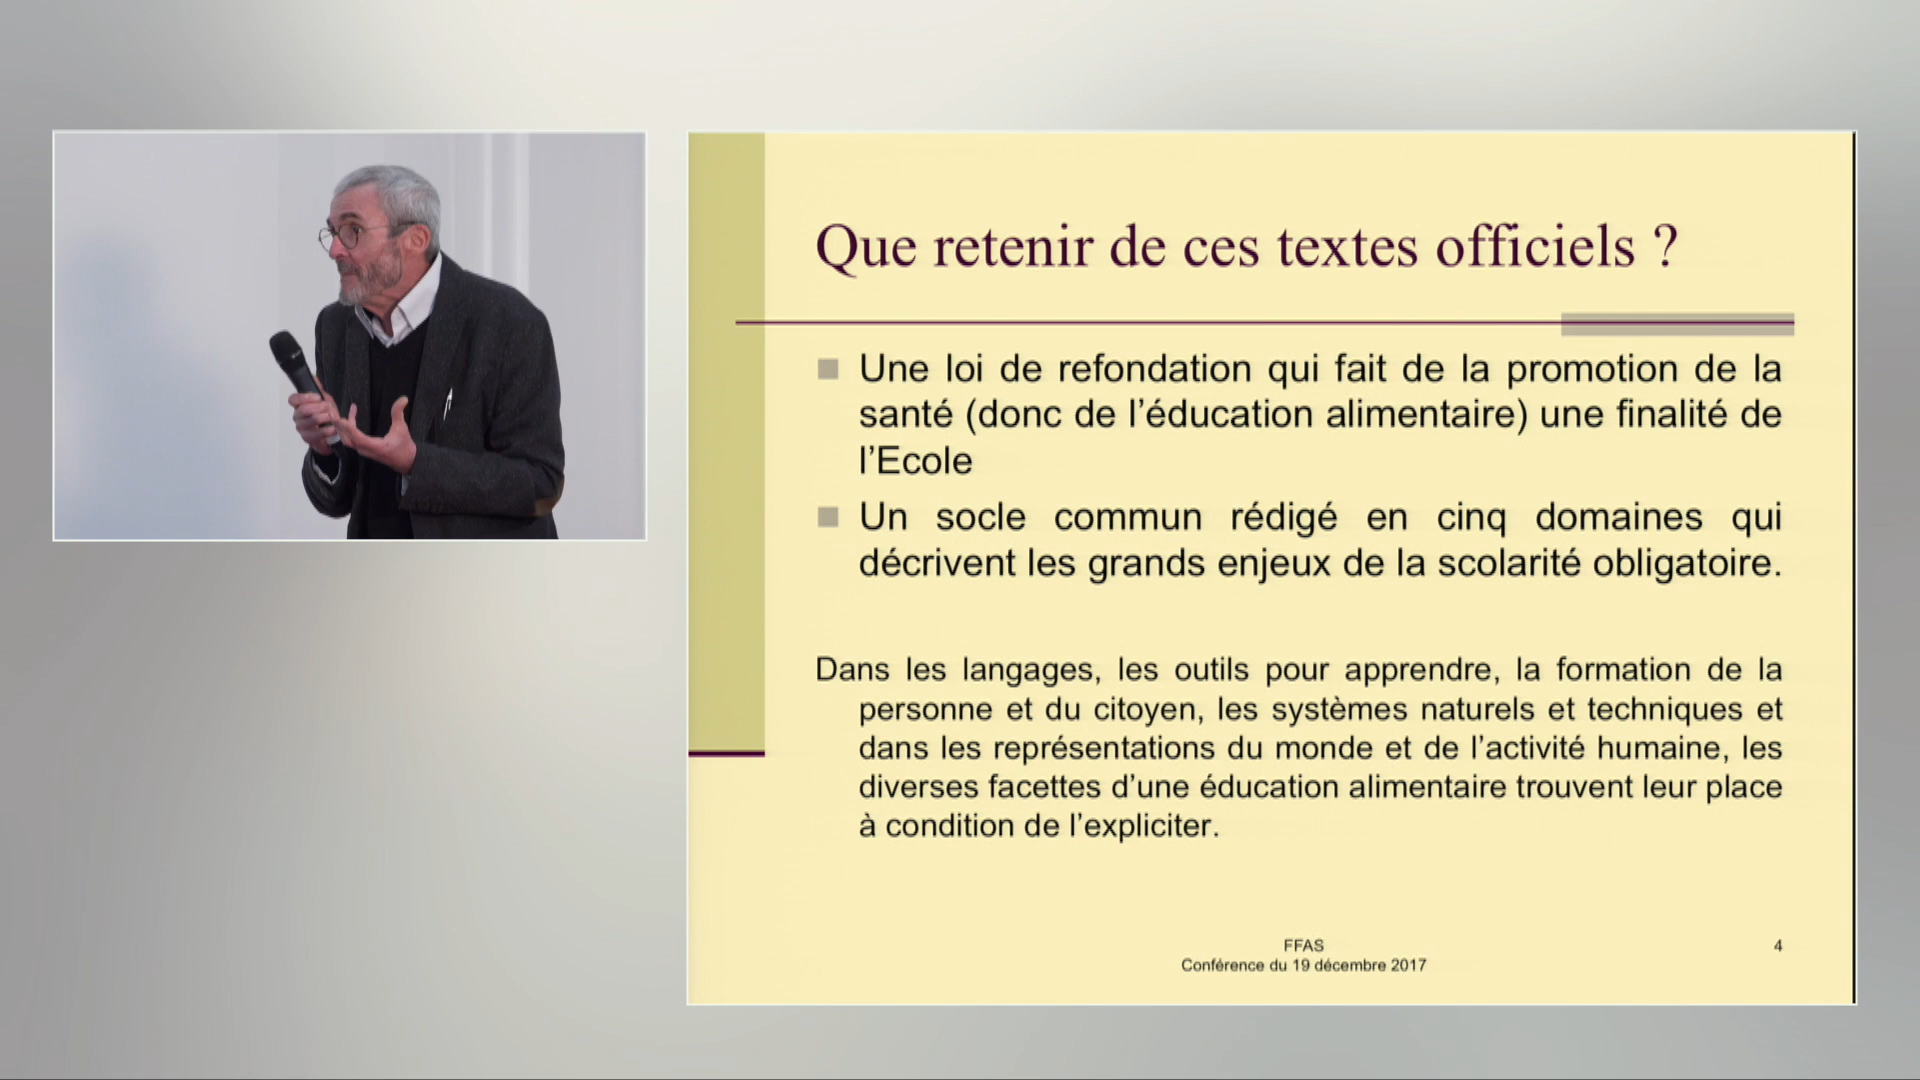 Que retenir de ces textes officiels ?
Une loi de refondation qui fait de la promotion de la
santé (donc de l’éducation alimentaire) une finalité de
l’Ecole
Un socle commun rédigé en cinq domaines qui
décrivent les grands enjeux de la scolarité obligatoire.
Dans les langages, les outils pour apprendre, la formation de la
personne et du citoyen, les systèmes naturels et techniques et
dans les représentations du monde et de l’activité humaine, les
diverses facettes d’une éducation alimentaire trouvent leur place
à condition de l’expliciter.
FFAS
Conférence du 19 décembre 2017
4